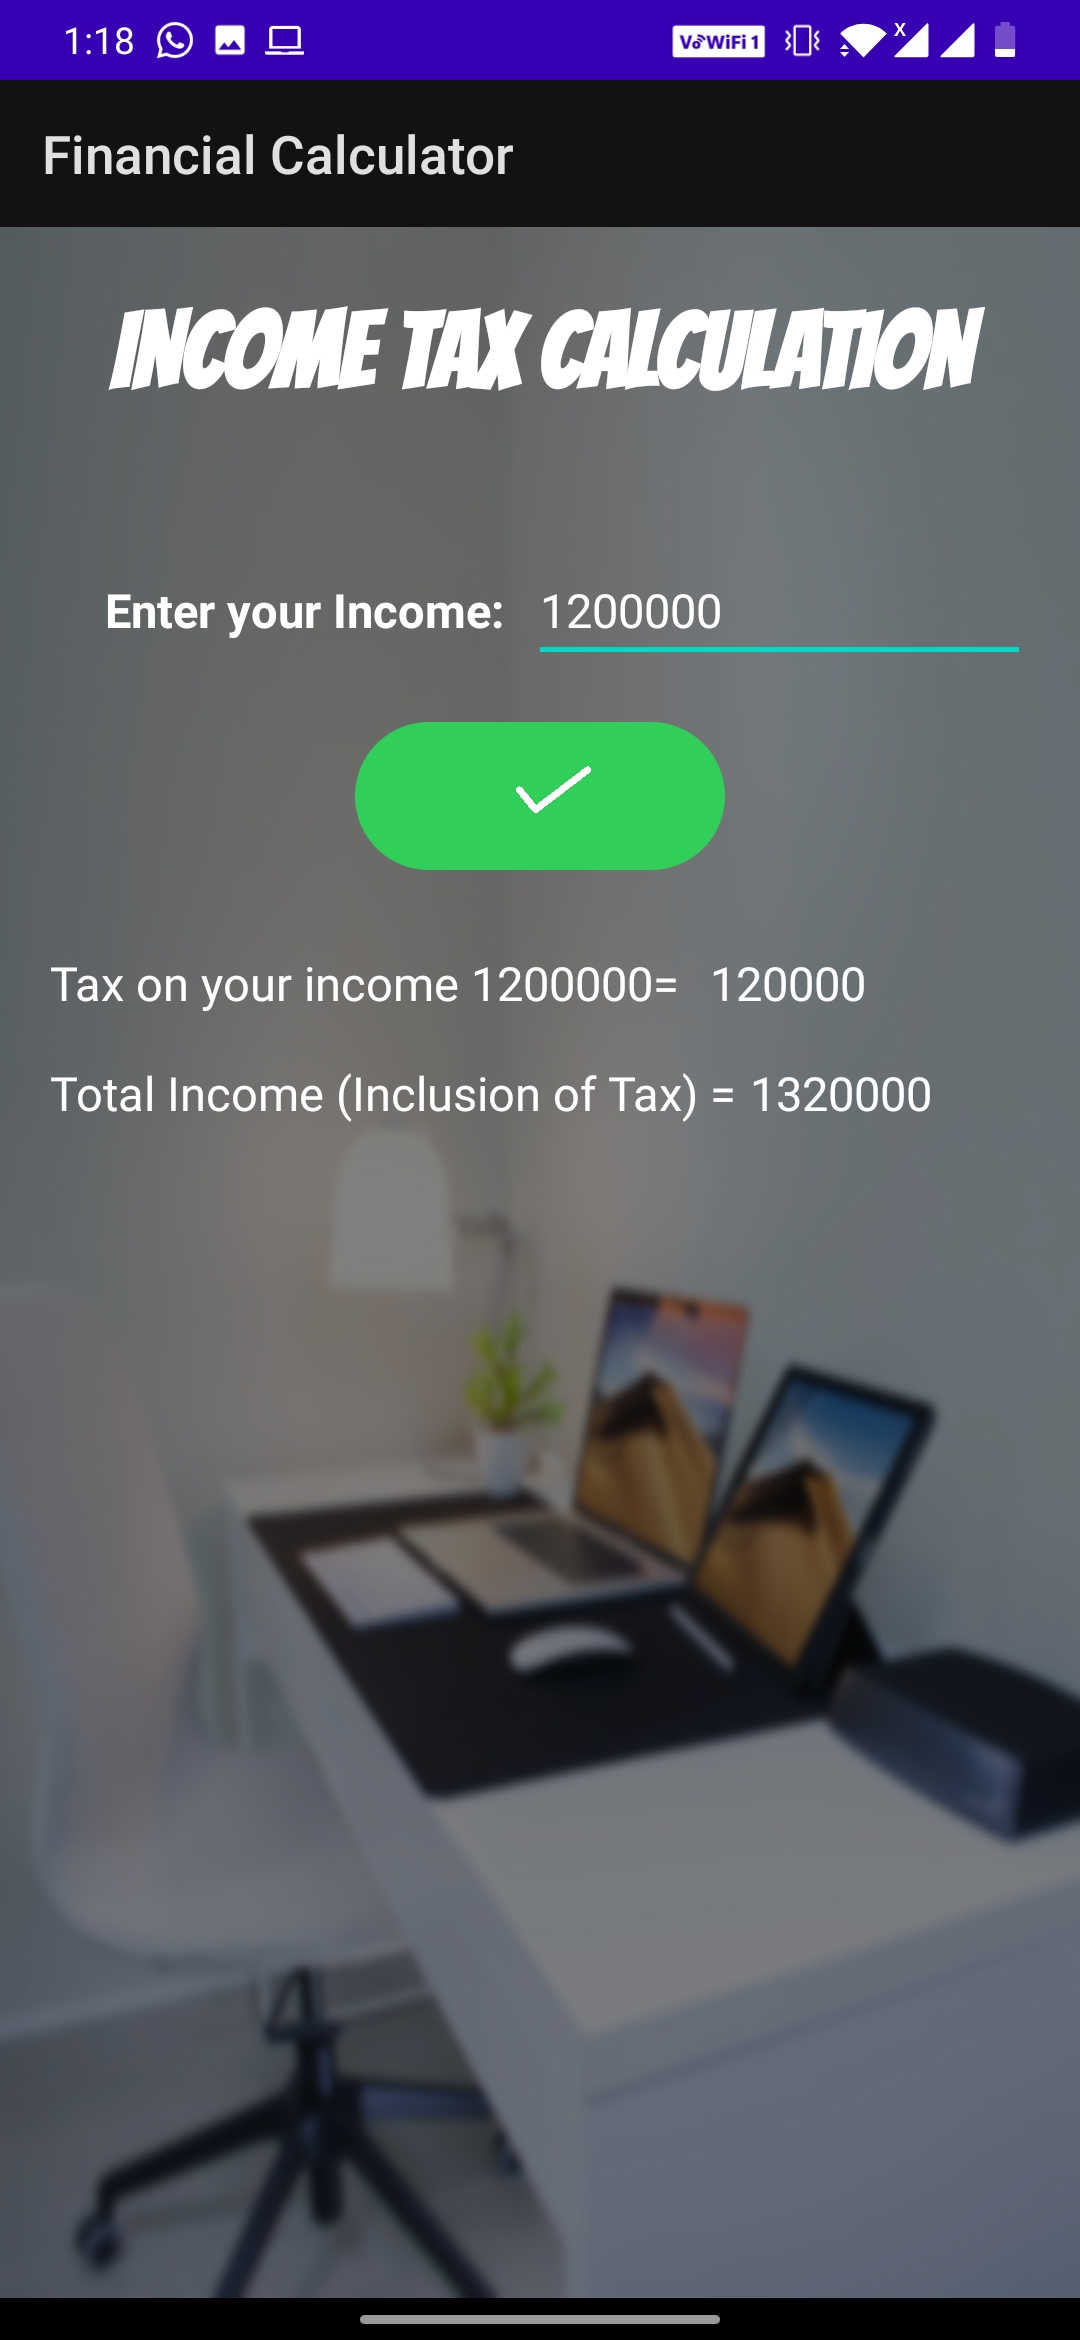 1:18 VoWiFi 1 x
Financial Calculator
INCOME TAX CALCULATION
Enter your Income: 1200000
Tax on your income 1200000= 120000
Total Income (Inclusion of Tax) = 1320000